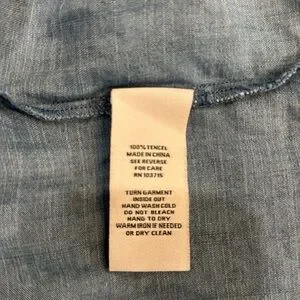 100% TENCEL
MADE IN CHINA
SEE REVERSE
FOR CARE
RN 103715
TURN GARMENT
INSIDE OUT
HAND WASH COLD
DO NOT BLEACH
HANG TO DRY
WARM IRON IF NEEDED
OR DRY CLEAN